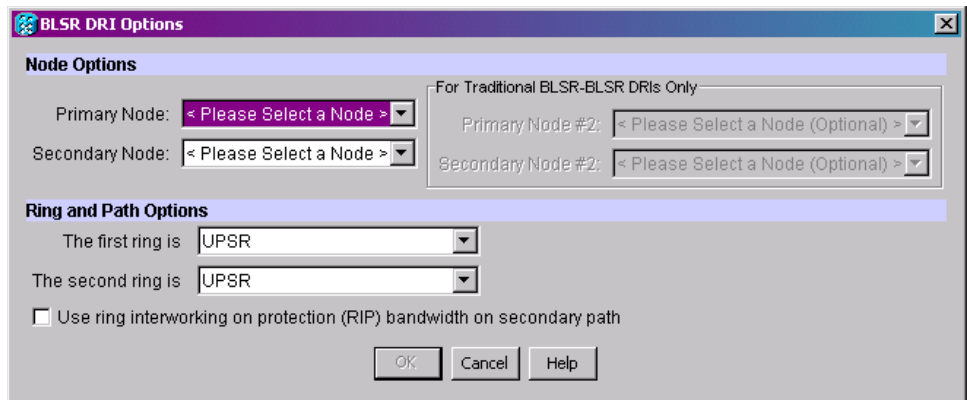 BLSR DRI Options
Node Options
For Traditional BLSR-BLSR DRIs Only
Primary Node: < Please Select a Node >
Primary Node #2: < Please Select a Node (Optional) >
Secondary Node: < Please Select a Node >
Secondary Node #2: < Please Select a Node (Optional) >
Ring and Path Options
The first ring is UPSR
The second ring is UPSR
Use ring interworking on protection (RIP) bandwidth on secondary path
OK Cancel Help